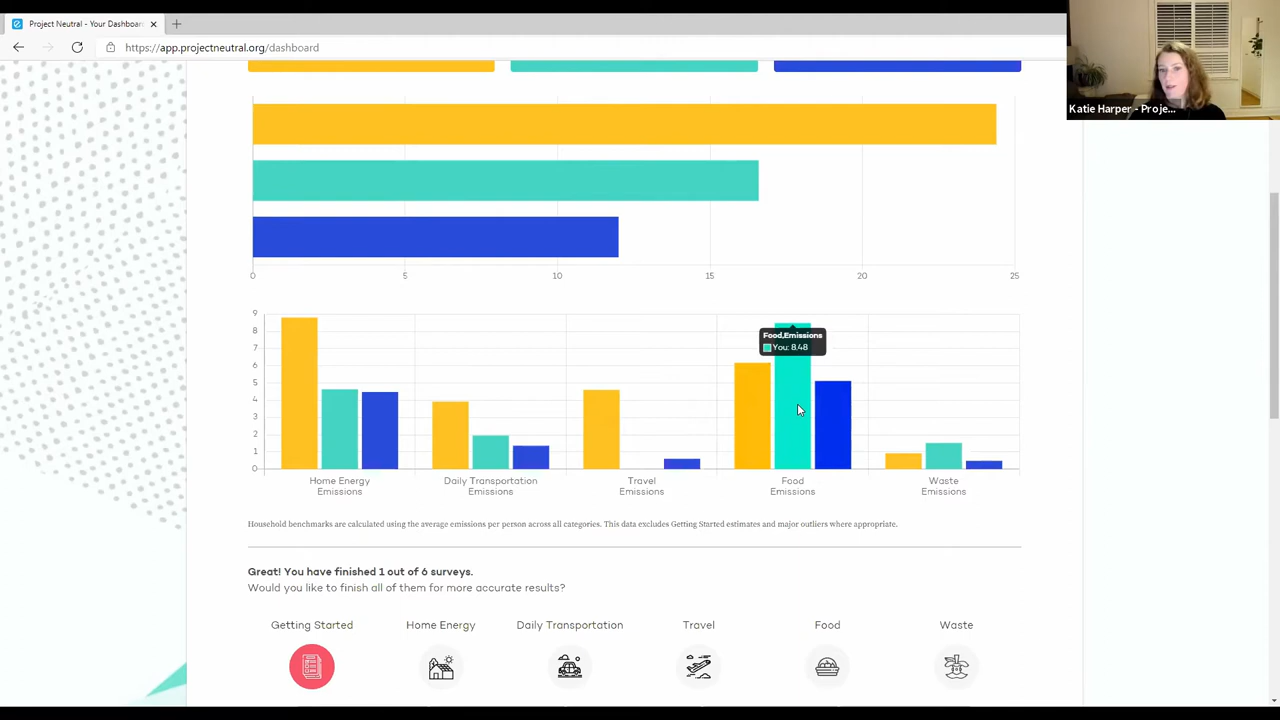 Project Neutral - Your Dashboar
https://app.projectneutral.org/dashboard
Katie Harper - Proje...
0 5 10 15 20 25
9
8
7
6
5
4
3
2
1
0
Food,Emissions
You: 8.48
Home Energy Emissions
Daily Transportation Emissions
Travel Emissions
Food Emissions
Waste Emissions
Household benchmarks are calculated using the average emissions per person across all categories. This data excludes Getting Started estimates and major outliers where appropriate.
Great! You have finished 1 out of 6 surveys.
Would you like to finish all of them for more accurate results?
Getting Started Home Energy Daily Transportation Travel Food Waste